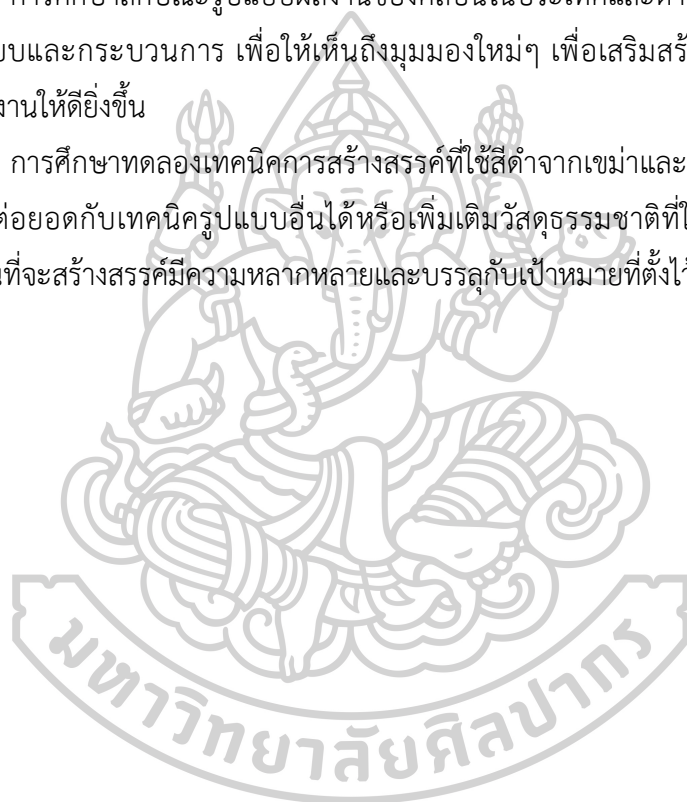 การศึกษาลักษณะรูปแบบผลงานของศิลปินในประเทศและต่า
บบและกระบวนการ เพื่อให้เห็นถึงมุมมองใหม่ๆ เพื่อเสริมสร้
งานให้ดียิ่งขึ้น
การศึกษาทดลองเทคนิคการสร้างสรรค์ที่ใช้สีดำจากเขม่าและ
ต่อยอดกับเทคนิครูปแบบอื่นได้หรือเพิ่มเติมวัสดุธรรมชาติที่ใ
นที่จะสร้างสรรค์มีความหลากหลายและบรรลุกับเป้าหมายที่ตั้งไว้
มหาวิทยาลัยศิลปากร